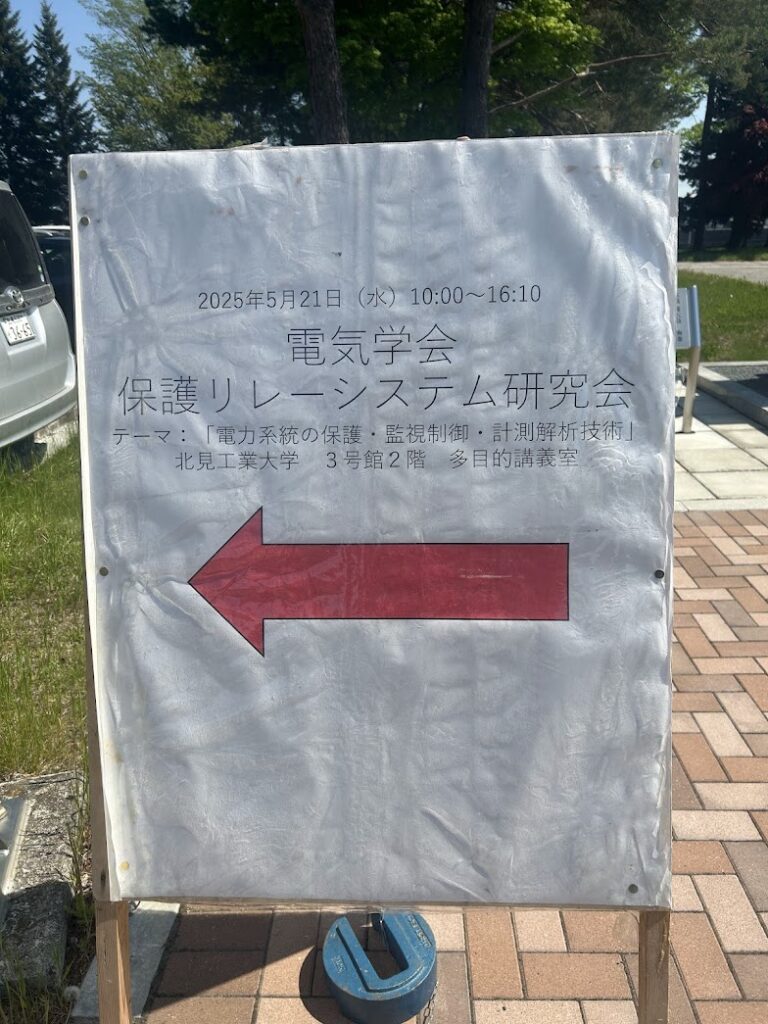 2025年5月21日（水）10:00～16:10
電気学会
保護リレーシステム研究会
テーマ：「電力系統の保護・監視制御・計測解析技術」
北見工業大学　３号館２階　多目的講義室